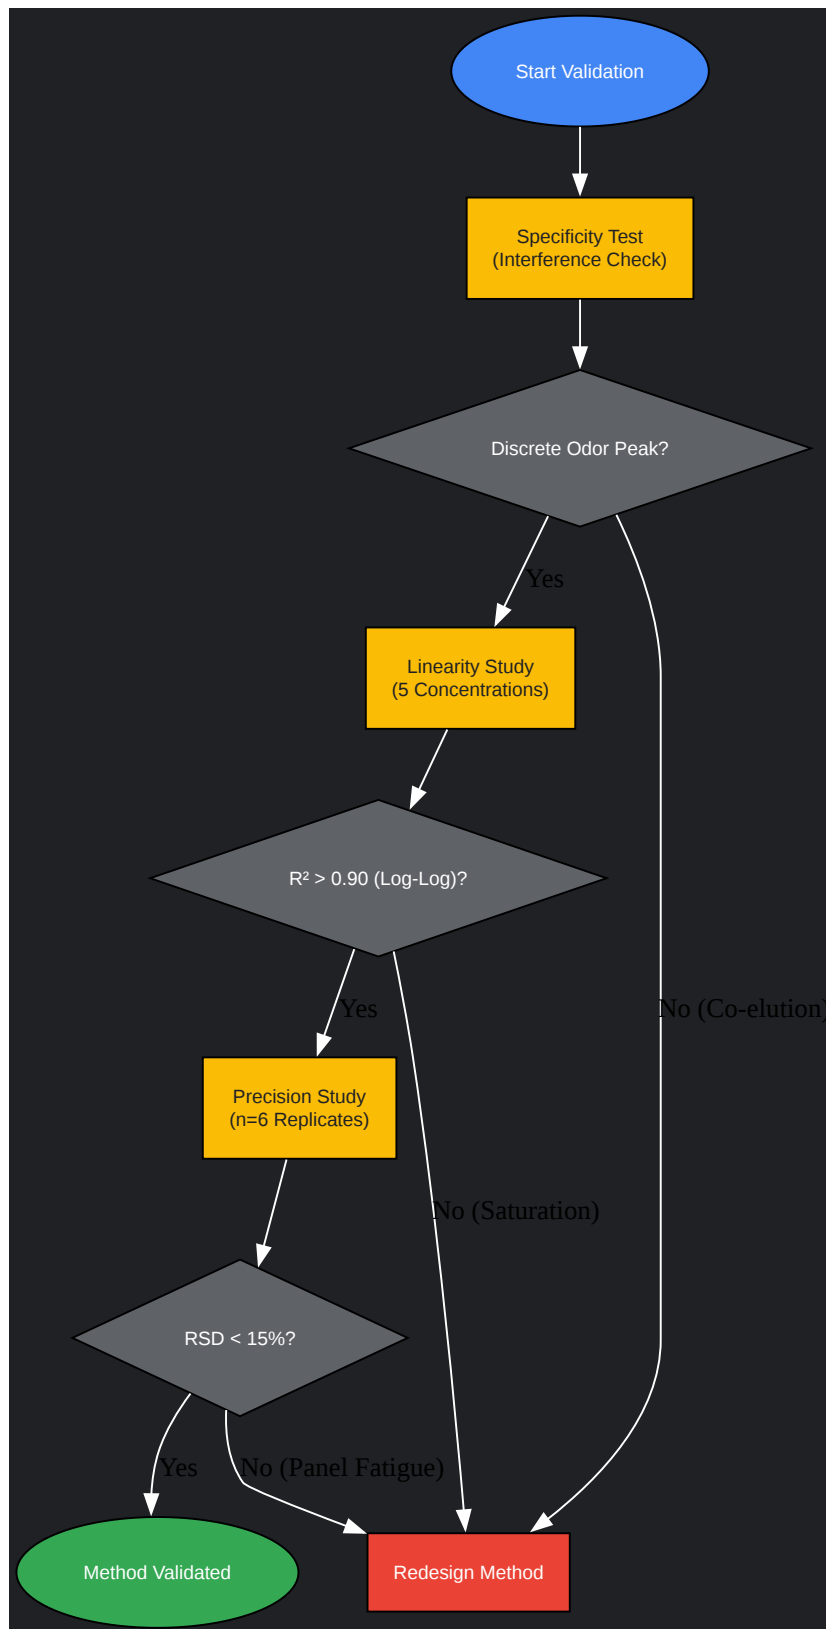 Start Validation
Specificity Test
(Interference Check)
Discrete Odor Peak?
Yes
Linearity Study
(5 Concentrations)
R² > 0.90 (Log-Log)?
Yes
No (Co-elution)
Precision Study
(n=6 Replicates)
No (Saturation)
RSD < 15%?
Yes
No (Panel Fatigue)
Method Validated
Redesign Method